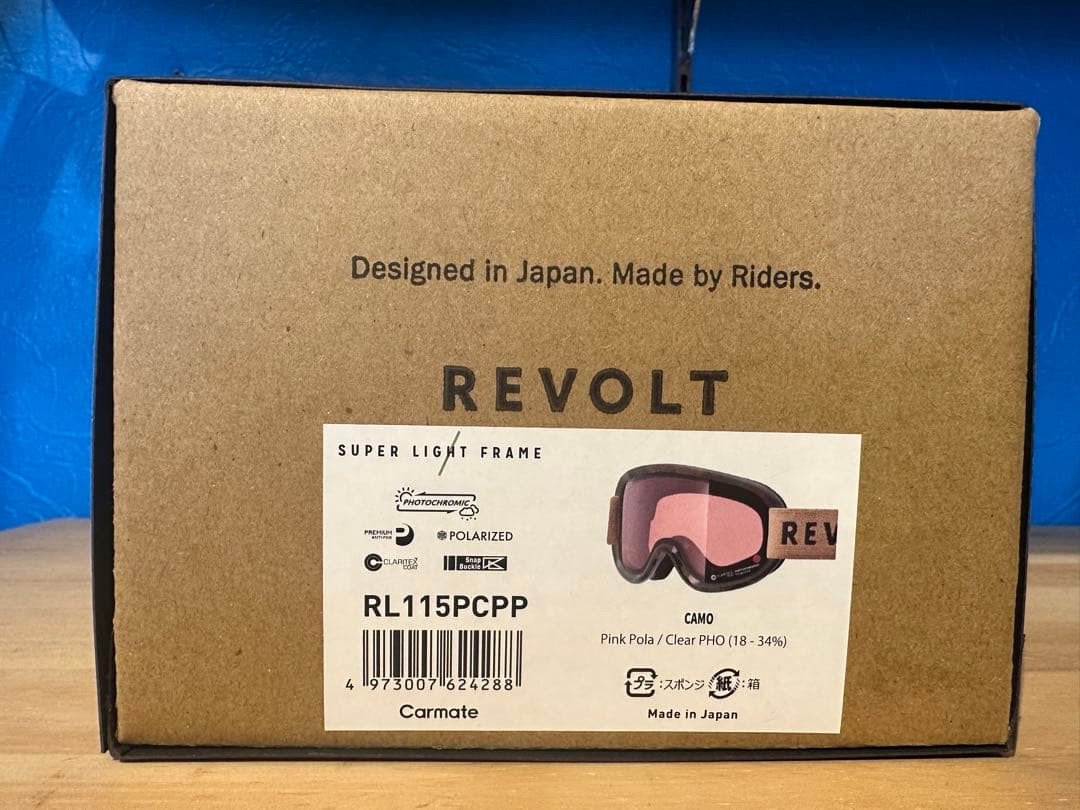 Designed in Japan. Made by Riders.
REVOLT
SUPER LIGHT FRAME
PHOTOCHROMIC
PREMIUM
ANTI-FOG
POLARIZED
CLARITEX
COAT
Snap
Buckle
RL115PCPP
4 973007 624288
Carmate
REV
CAMO
Pink Pola / Clear PHO (18 - 34%)
プラ:スポンジ 紙:箱
Made in Japan